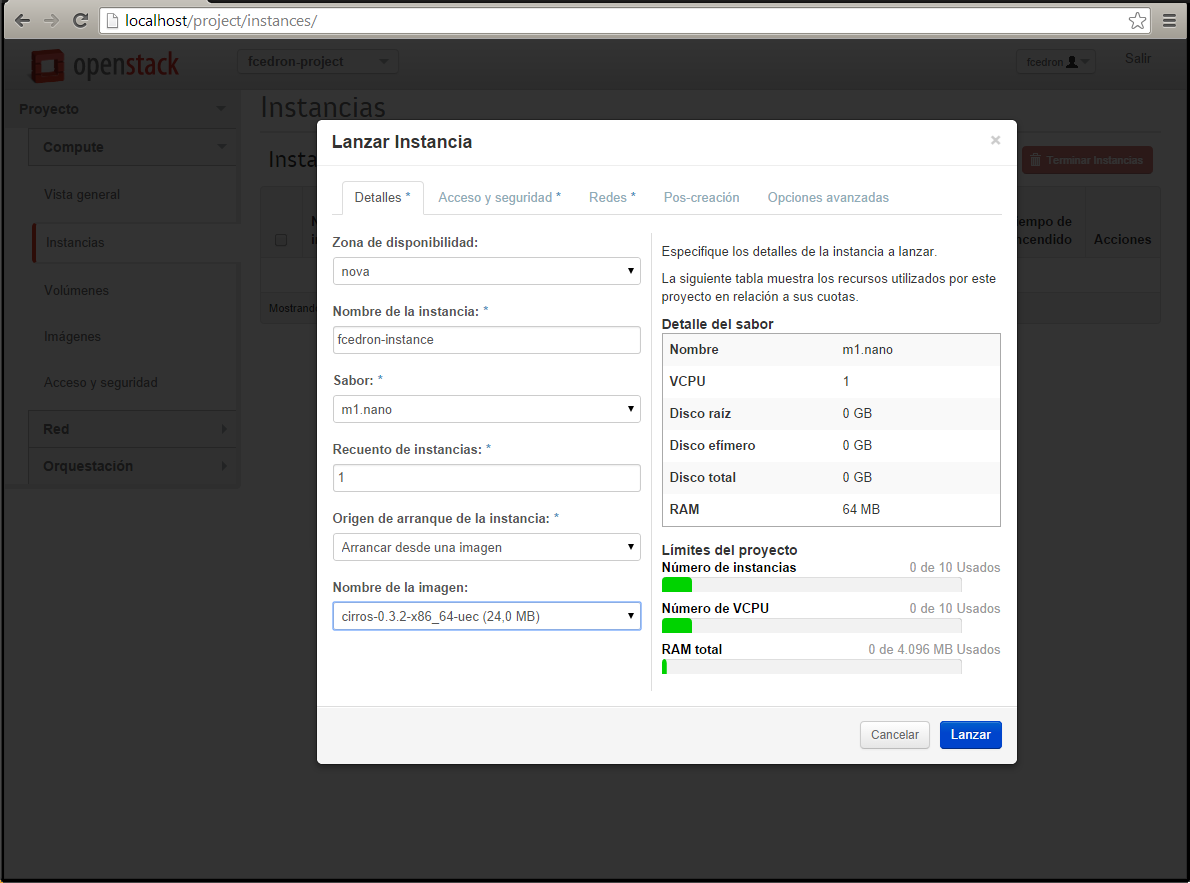 localhost/project/instances/
openstack
fcedron-project
fcedron
Salir
Proyecto
Compute
Vista general
Instancias
Volúmenes
Imágenes
Acceso y seguridad
Red
Orquestación
Instancias
Terminar Instancias
Acciones
Lanzar Instancia
×
Detalles *
Acceso y seguridad *
Redes *
Pos-creación
Opciones avanzadas
Zona de disponibilidad:
nova
Nombre de la instancia: *
fcedron-instance
Sabor: *
m1.nano
Recuento de instancias: *
1
Origen de arranque de la instancia: *
Arrancar desde una imagen
Nombre de la imagen:
cirros-0.3.2-x86_64-uec (24,0 MB)
Especifique los detalles de la instancia a lanzar.
La siguiente tabla muestra los recursos utilizados por este
proyecto en relación a sus cuotas.
Detalle del sabor
Nombre m1.nano
VCPU 1
Disco raíz 0 GB
Disco efímero 0 GB
Disco total 0 GB
RAM 64 MB
Límites del proyecto
Número de instancias 0 de 10 Usados
Número de VCPU 0 de 10 Usados
RAM total 0 de 4.096 MB Usados
Cancelar
Lanzar